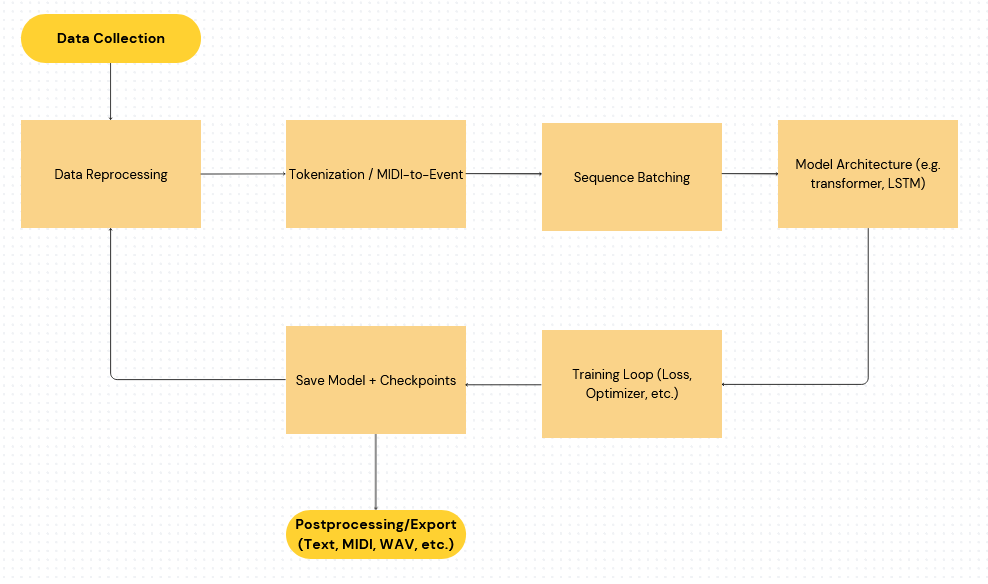 Data Collection
Data Reprocessing
Tokenization / MIDI-to-Event
Sequence Batching
Model Architecture (e.g.
transformer, LSTM)
Save Model + Checkpoints
Training Loop (Loss,
Optimizer, etc.)
Postprocessing/Export
(Text, MIDI, WAV, etc.)